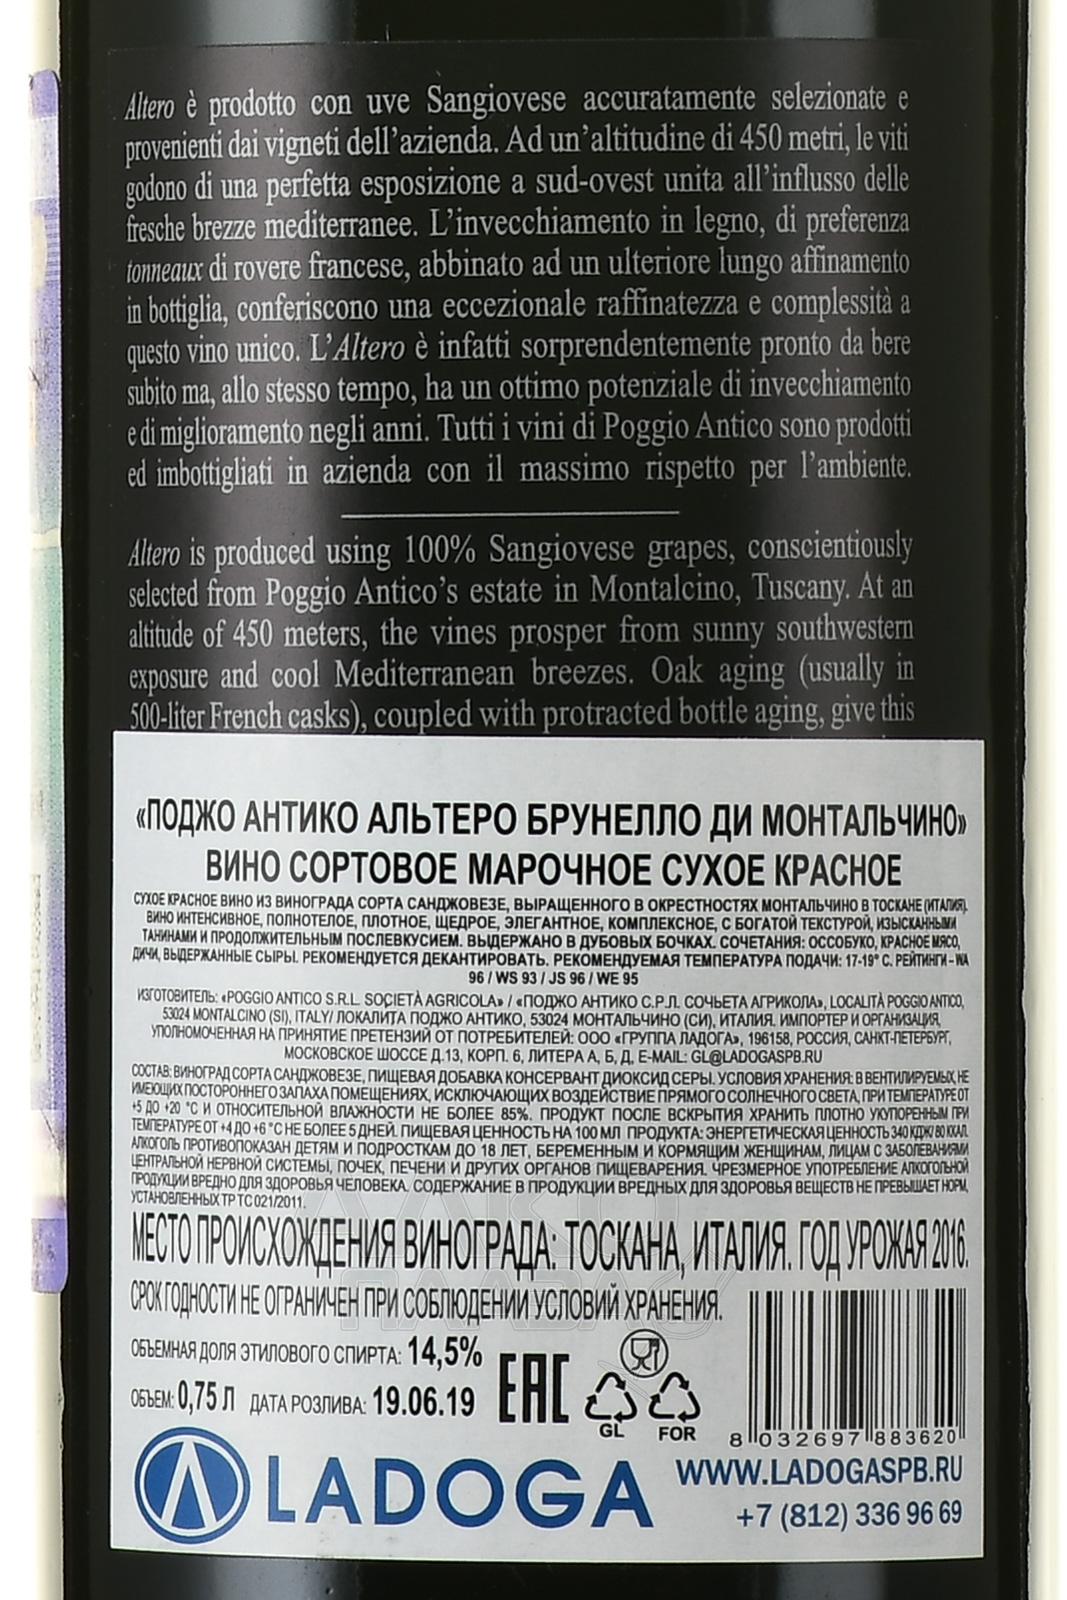 Altero è prodotto con uve Sangiovese accuratamente selezionate e
provenienti dai vigneti dell'azienda. Ad un'altitudine di 450 metri, le viti
godono di una perfetta esposizione a sud-ovest unita all'influsso delle
fresche brezze mediterranee. L'invecchiamento in legno, di preferenza
tonneaux di rovere francese, abbinato ad un ulteriore lungo affinamento
in bottiglia, conferiscono una eccezionale raffinatezza e complessità a
questo vino unico. L'Altero è infatti sorprendentemente pronto da bere
subito ma, allo stesso tempo, ha un ottimo potenziale di invecchiamento
e di miglioramento negli anni. Tutti i vini di Poggio Antico sono prodotti
ed imbottigliati in azienda con il massimo rispetto per l'ambiente.
Altero is produced using 100% Sangiovese grapes, conscientiously
selected from Poggio Antico's estate in Montalcino, Tuscany. At an
altitude of 450 meters, the vines prosper from sunny southwestern
exposure and cool Mediterranean breezes. Oak aging (usually in
500-liter French casks), coupled with protracted bottle aging, give this
«ПОДЖО АНТИКО АЛЬТЕРО БРУНЕЛЛО ДИ МОНТАЛЬЧИНО»
ВИНО СОРТОВОЕ МАРОЧНОЕ СУХОЕ КРАСНОЕ
СУХОЕ КРАСНОЕ ВИНО ИЗ ВИНОГРАДА СОРТА САНДЖОВЕЗЕ, ВЫРАЩЕННОГО В ОКРЕСТНОСТЯХ МОНТАЛЬЧИНО В ТОСКАНЕ (ИТАЛИЯ).
ВИНО ИНТЕНСИВНОЕ, ПОЛНОТЕЛОЕ, ПЛОТНОЕ, ЩЕДРОЕ, ЭЛЕГАНТНОЕ, КОМПЛЕКСНОЕ, С БОГАТОЙ ТЕКСТУРОЙ, ИЗЫСКАННЫМИ
ТАНИНАМИ И ПРОДОЛЖИТЕЛЬНЫМ ПОСЛЕВКУСИЕМ. ВЫДЕРЖАНО В ДУБОВЫХ БОЧКАХ. СОЧЕТАНИЯ: ОССОБУКО, КРАСНОЕ МЯСО,
ДИЧИ, ВЫДЕРЖАННЫЕ СЫРЫ. РЕКОМЕНДУЕТСЯ ДЕКАНТИРОВАТЬ. РЕКОМЕНДУЕМАЯ ТЕМПЕРАТУРА ПОДАЧИ: 17-19° С. РЕЙТИНГИ - WA
96 / WS 93 / JS 96 / WE 95
ИЗГОТОВИТЕЛЬ: «POGGIO ANTICO S.R.L. SOCIETÀ AGRICOLA» / «ПОДЖО АНТИКО С.Р.Л. СОЧЬЕТА АГРИКОЛА», LOCALITÀ POGGIO ANTICO,
53024 MONTALCINO (SI), ITALY/ ЛОКАЛИТА ПОДЖО АНТИКО, 53024 МОНТАЛЬЧИНО (СИ), ИТАЛИЯ. ИМПОРТЕР И ОРГАНИЗАЦИЯ,
УПОЛНОМОЧЕННАЯ НА ПРИНЯТИЕ ПРЕТЕНЗИЙ ОТ ПОТРЕБИТЕЛЕЙ: ООО «ГРУППА ЛАДОГА», 196158, РОССИЯ, САНКТ-ПЕТЕРБУРГ,
МОСКОВСКОЕ ШОССЕ Д.13, КОРП. 6, ЛИТЕРА А, Б, Д, E-MAIL: GL@LADOGASPB.RU
СОСТАВ: ВИНОГРАД СОРТА САНДЖОВЕЗЕ, ПИЩЕВАЯ ДОБАВКА КОНСЕРВАНТ ДИОКСИД СЕРЫ. УСЛОВИЯ ХРАНЕНИЯ: В ВЕНТИЛИРУЕМЫХ, НЕ
ИМЕЮЩИХ ПОСТОРОННЕГО ЗАПАХА ПОМЕЩЕНИЯХ, ИСКЛЮЧАЮЩИХ ВОЗДЕЙСТВИЕ ПРЯМОГО СОЛНЕЧНОГО СВЕТА, ПРИ ТЕМПЕРАТУРЕ ОТ
+5 ДО +20 °С И ОТНОСИТЕЛЬНОЙ ВЛАЖНОСТИ НЕ БОЛЕЕ 85%. ПРОДУКТ ПОСЛЕ ВСКРЫТИЯ ХРАНИТЬ ПЛОТНО УКУПОРЕННЫМ ПРИ
ТЕМПЕРАТУРЕ ОТ +4 ДО +6 °С НЕ БОЛЕЕ 5 ДНЕЙ. ПИЩЕВАЯ ЦЕННОСТЬ НА 100 МЛ ПРОДУКТА: ЭНЕРГЕТИЧЕСКАЯ ЦЕННОСТЬ 340 КДЖ/ 80 ККАЛ.
АЛКОГОЛЬ ПРОТИВОПОКАЗАН ДЕТЯМ И ПОДРОСТКАМ ДО 18 ЛЕТ, БЕРЕМЕННЫМ И КОРМЯЩИМ ЖЕНЩИНАМ, ЛИЦАМ С ЗАБОЛЕВАНИЯМИ
ЦЕНТРАЛЬНОЙ НЕРВНОЙ СИСТЕМЫ, ПОЧЕК, ПЕЧЕНИ И ДРУГИХ ОРГАНОВ ПИЩЕВАРЕНИЯ. ЧРЕЗМЕРНОЕ УПОТРЕБЛЕНИЕ АЛКОГОЛЬНОЙ
ПРОДУКЦИИ ВРЕДНО ДЛЯ ЗДОРОВЬЯ ЧЕЛОВЕКА. СОДЕРЖАНИЕ В ПРОДУКЦИИ ВРЕДНЫХ ДЛЯ ЗДОРОВЬЯ ВЕЩЕСТВ НЕ ПРЕВЫШАЕТ НОРМ,
УСТАНОВЛЕННЫХ ТР ТС 021/2011.
МЕСТО ПРОИСХОЖДЕНИЯ ВИНОГРАДА: ТОСКАНА, ИТАЛИЯ. ГОД УРОЖАЯ 2016.
СРОК ГОДНОСТИ НЕ ОГРАНИЧЕН ПРИ СОБЛЮДЕНИИ УСЛОВИЙ ХРАНЕНИЯ.
ОБЪЕМНАЯ ДОЛЯ ЭТИЛОВОГО СПИРТА: 14,5%
ОБЪЕМ: 0,75 Л ДАТА РОЗЛИВА: 19.06.19
EAC
GL FOR
8 032697 883620
LADOGA
WWW.LADOGASPB.RU
+7 (812) 336 96 69